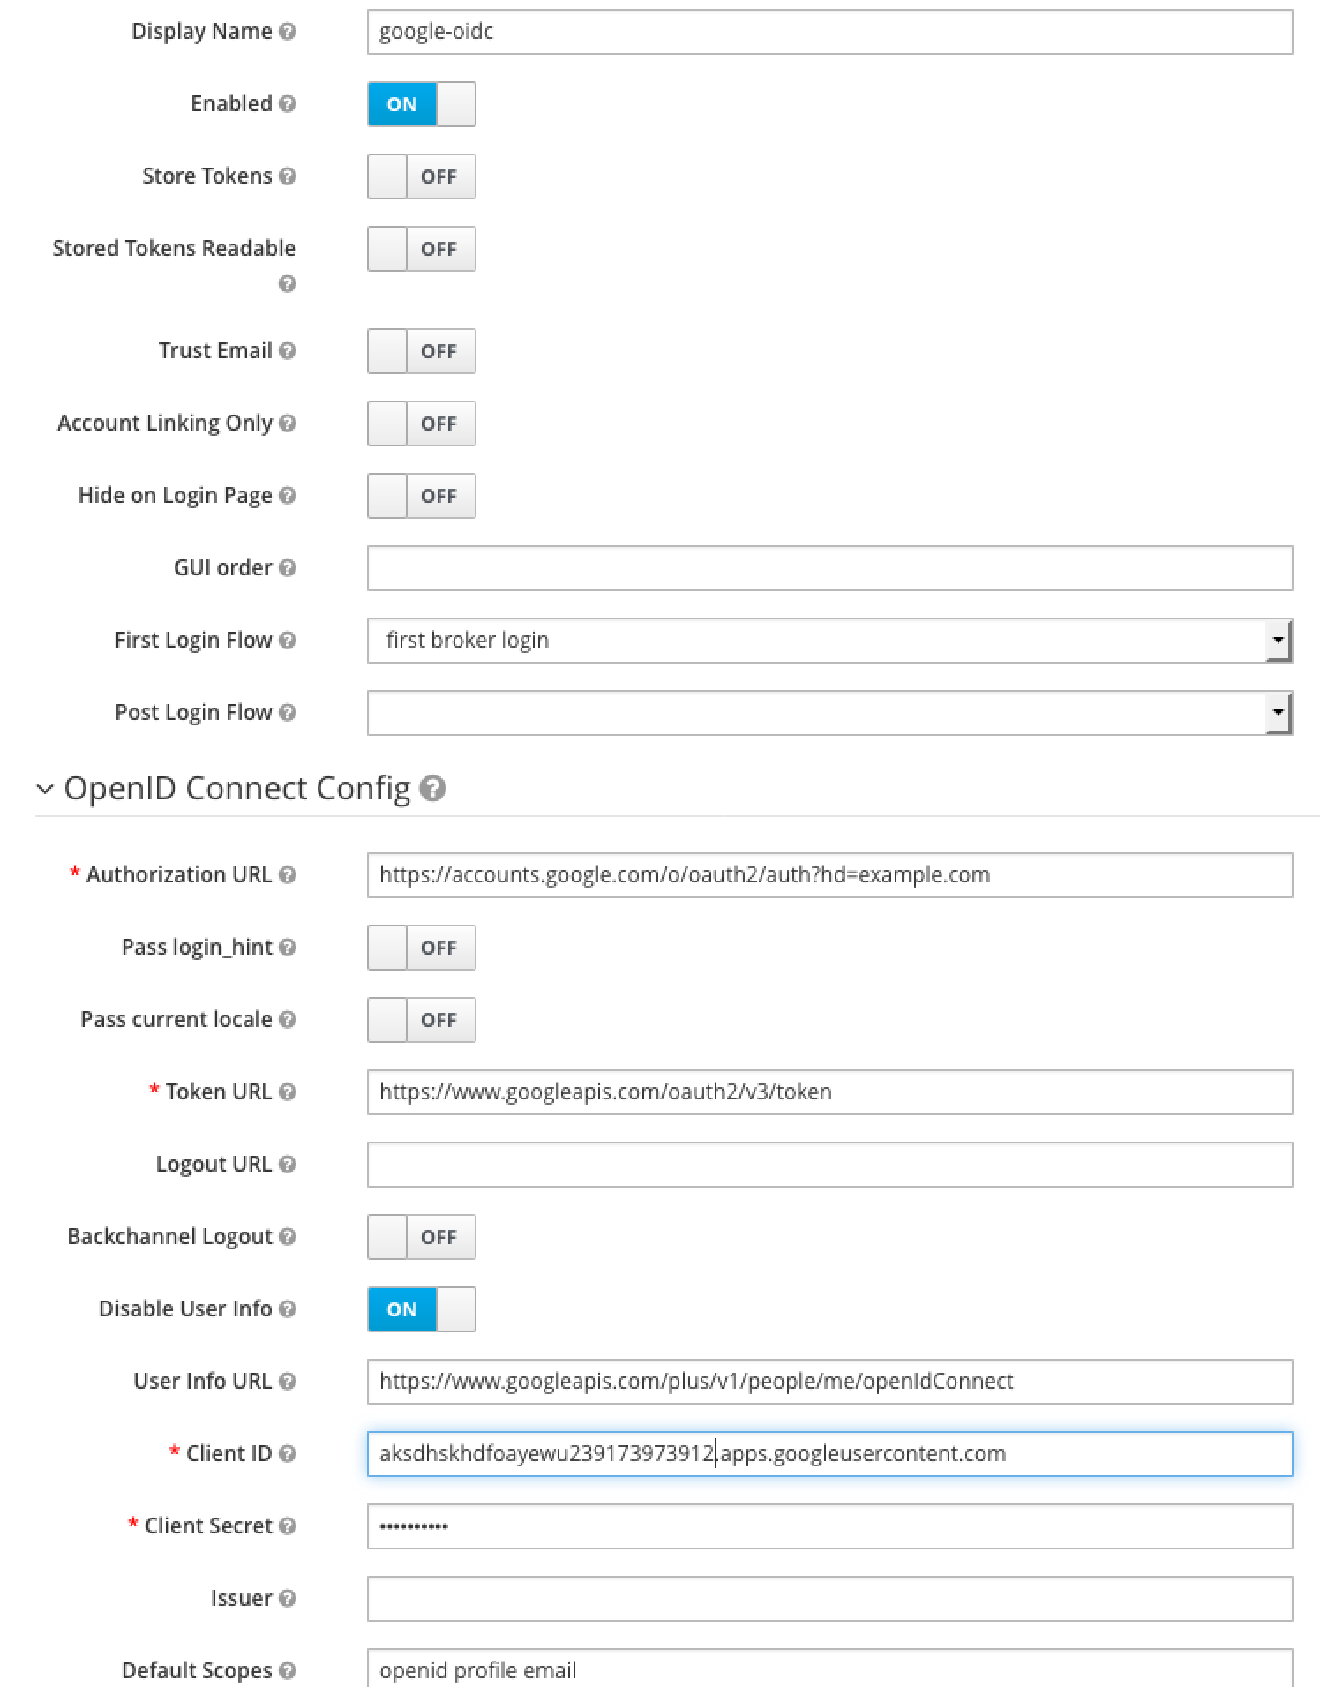 Display Name google-oidc
Enabled ON
Store Tokens OFF
Stored Tokens Readable OFF
Trust Email OFF
Account Linking Only OFF
Hide on Login Page OFF
GUI order
First Login Flow first broker login
Post Login Flow
OpenID Connect Config
* Authorization URL https://accounts.google.com/o/oauth2/auth?hd=example.com
Pass login_hint OFF
Pass current locale OFF
* Token URL https://www.googleapis.com/oauth2/v3/token
Logout URL
Backchannel Logout OFF
Disable User Info ON
User Info URL https://www.googleapis.com/plus/v1/people/me/openIdConnect
* Client ID aksdhskhdfoayewu239173973912.apps.googleusercontent.com
* Client Secret ••••••••••
Issuer
Default Scopes openid profile email